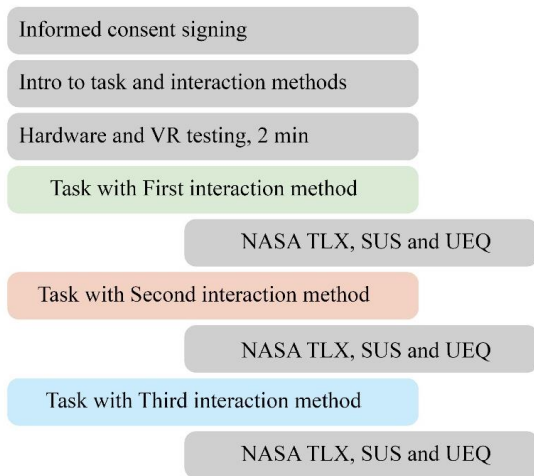 Informed consent signing
Intro to task and interaction methods
Hardware and VR testing, 2 min
Task with First interaction method
NASA TLX, SUS and UEQ
Task with Second interaction method
NASA TLX, SUS and UEQ
Task with Third interaction method
NASA TLX, SUS and UEQ